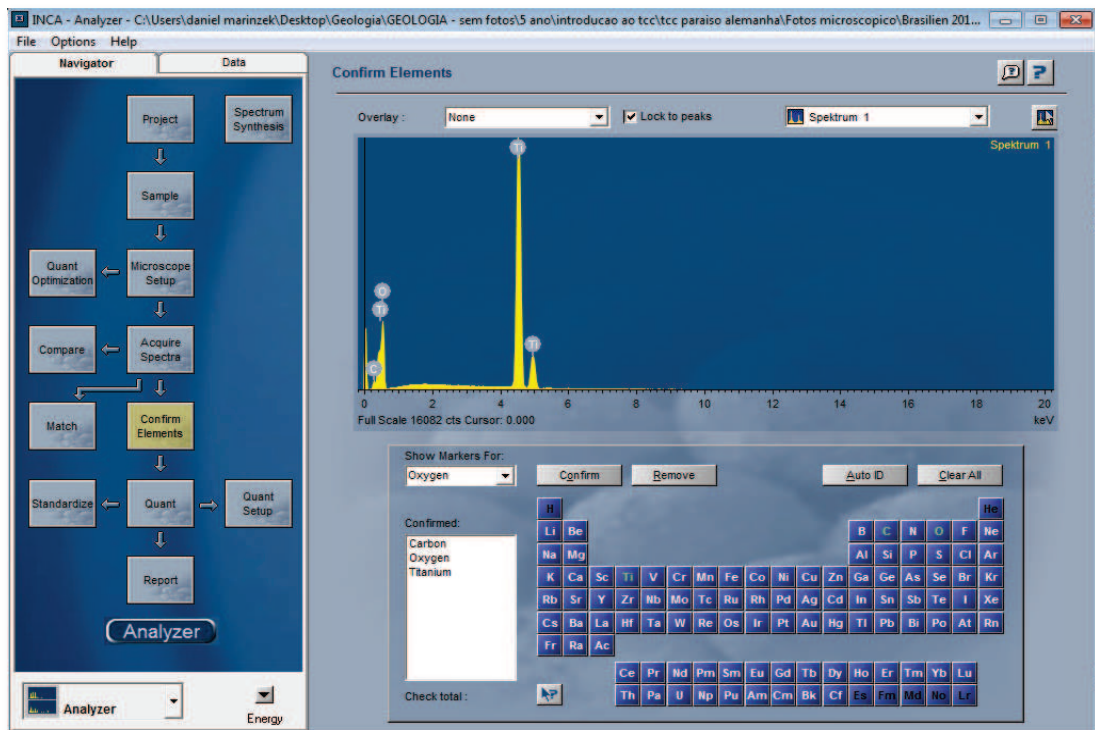 INCA - Analyzer - C:\Users\daniel marinzek\Desktop\Geologia\GEOLOGIA - sem fotos\5 ano\introducao ao tcc\tcc paraiso alemanha\Fotos microscopico\Brasilien 201...
File Options Help
Navigator Data
Project
Spectrum Synthesis
Sample
Quant Optimization
Microscope Setup
Compare
Acquire Spectra
Match
Confirm Elements
Standardize
Quant
Quant Setup
Report
Analyzer
Analyzer
Energy
Confirm Elements
Overlay : None Lock to peaks Spektrum 1
Spektrum 1
Ti
O
Ti
Ti
C
0 2 4 6 8 10 12 14 16 18 20
Full Scale 16082 cts Cursor: 0.000 keV
Show Markers For:
Oxygen Confirm Remove Auto ID Clear All
Confirmed:
Carbon
Oxygen
Titanium
Check total :
H He
Li Be B C N O F Ne
Na Mg Al Si P S Cl Ar
K Ca Sc Ti V Cr Mn Fe Co Ni Cu Zn Ga Ge As Se Br Kr
Rb Sr Y Zr Nb Mo Tc Ru Rh Pd Ag Cd In Sn Sb Te I Xe
Cs Ba La Hf Ta W Re Os Ir Pt Au Hg Tl Pb Bi Po At Rn
Fr Ra Ac
Ce Pr Nd Pm Sm Eu Gd Tb Dy Ho Er Tm Yb Lu
Th Pa U Np Pu Am Cm Bk Cf Es Fm Md No Lr